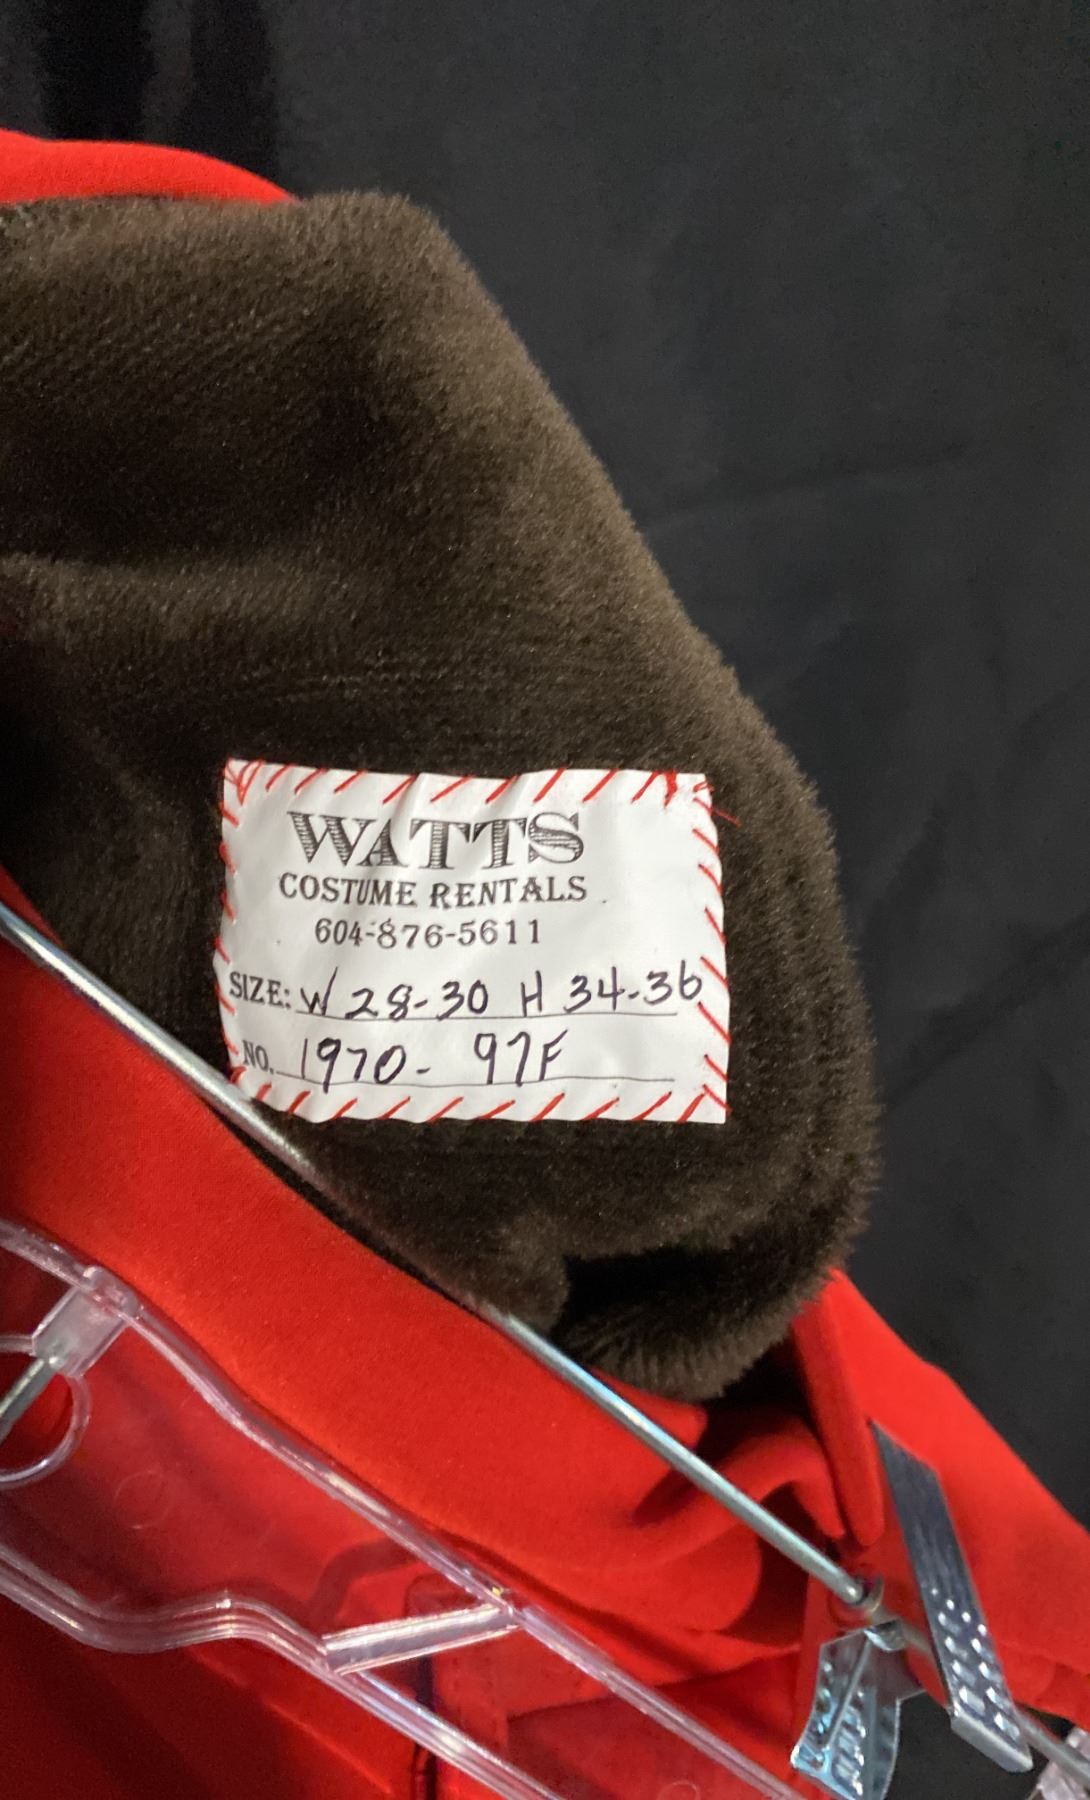 WATTS
COSTUME RENTALS
604-876-5611
SIZE: W 28-30 H 34-36
NO. 1970- 97F